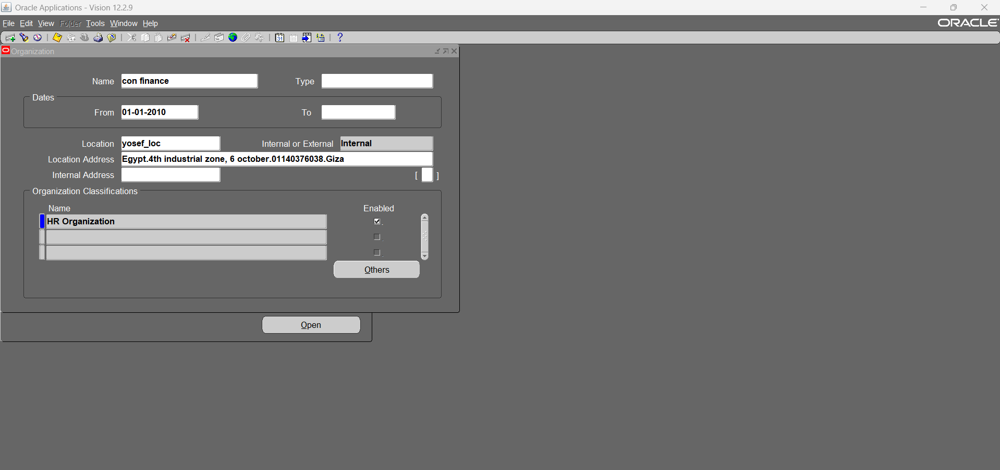 Oracle Applications - Vision 12.2.9
File Edit View Folder Tools Window Help
ORACLE
31
?
Organization
Name con finance Type
Dates
From 01-01-2010 To
Location yosef_loc Internal or External Internal
Location Address Egypt.4th industrial zone, 6 october.01140376038.Giza
Internal Address [ ]
Organization Classifications
Name Enabled
HR Organization
Others
Open